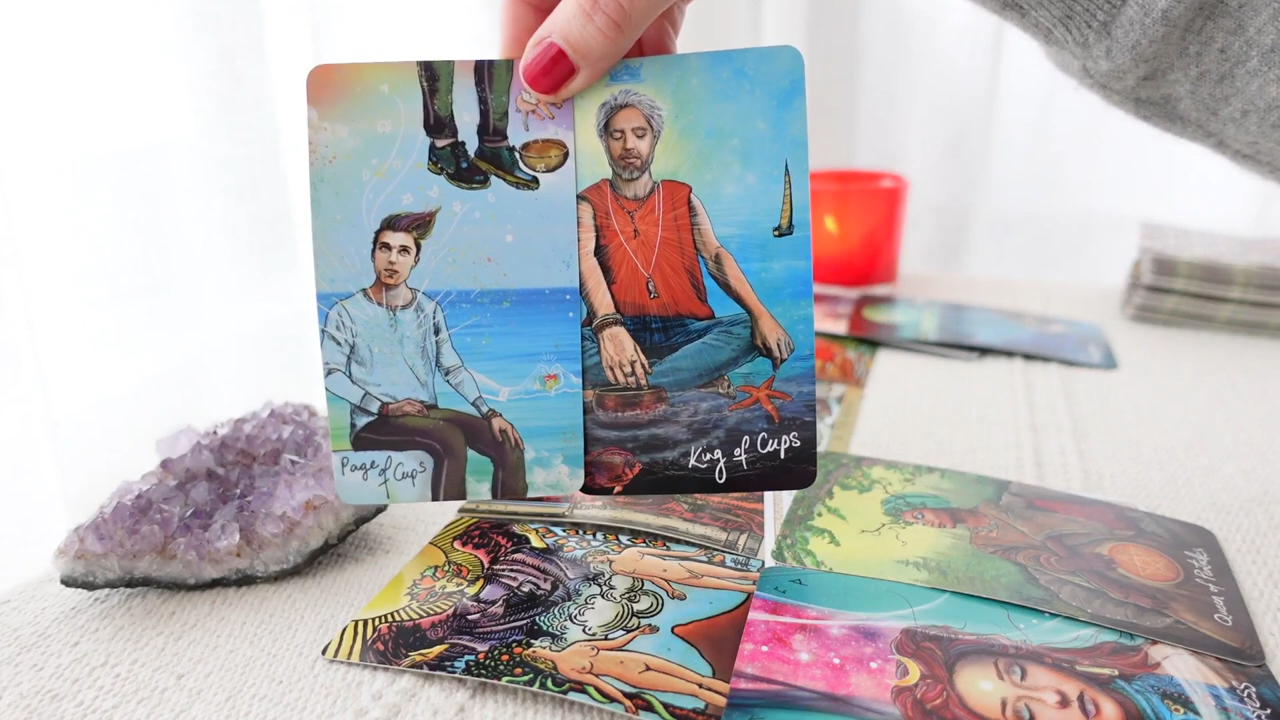 Page
of
Cups
King of Cups
Queen of Pentacles